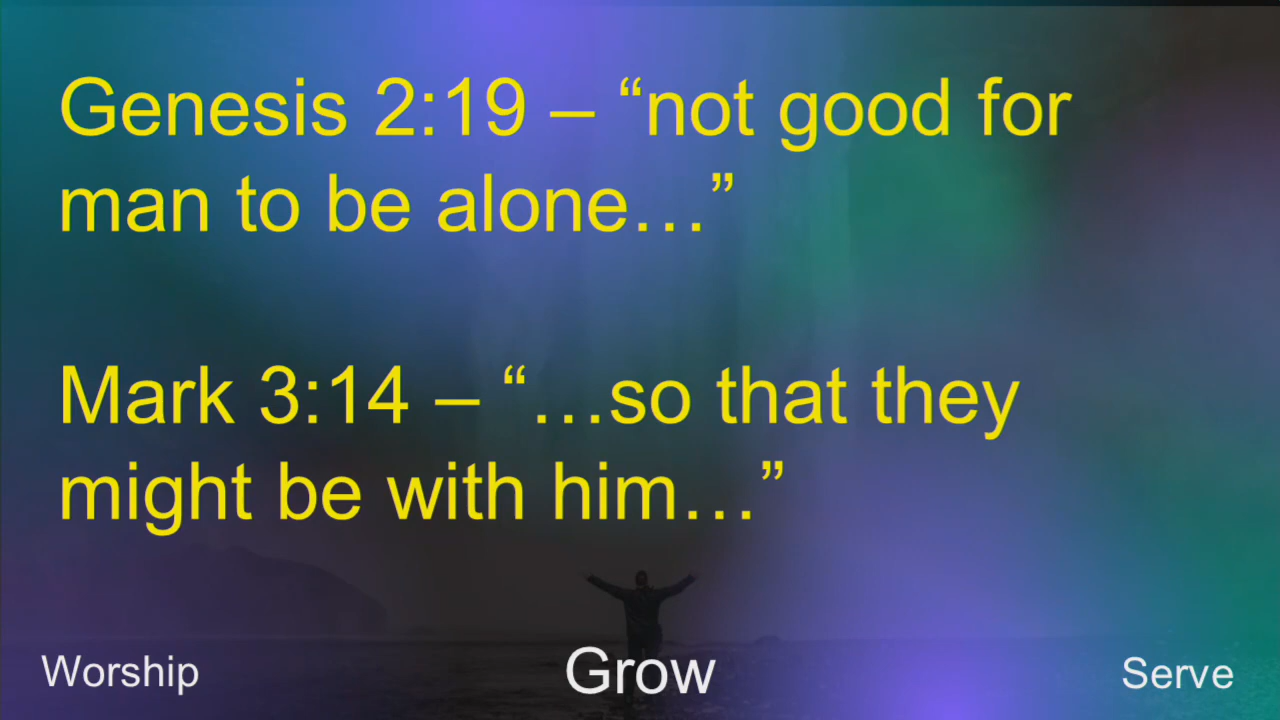 Genesis 2:19 – “not good for
man to be alone…”
Mark 3:14 – “…so that they
might be with him…”
Worship Grow Serve